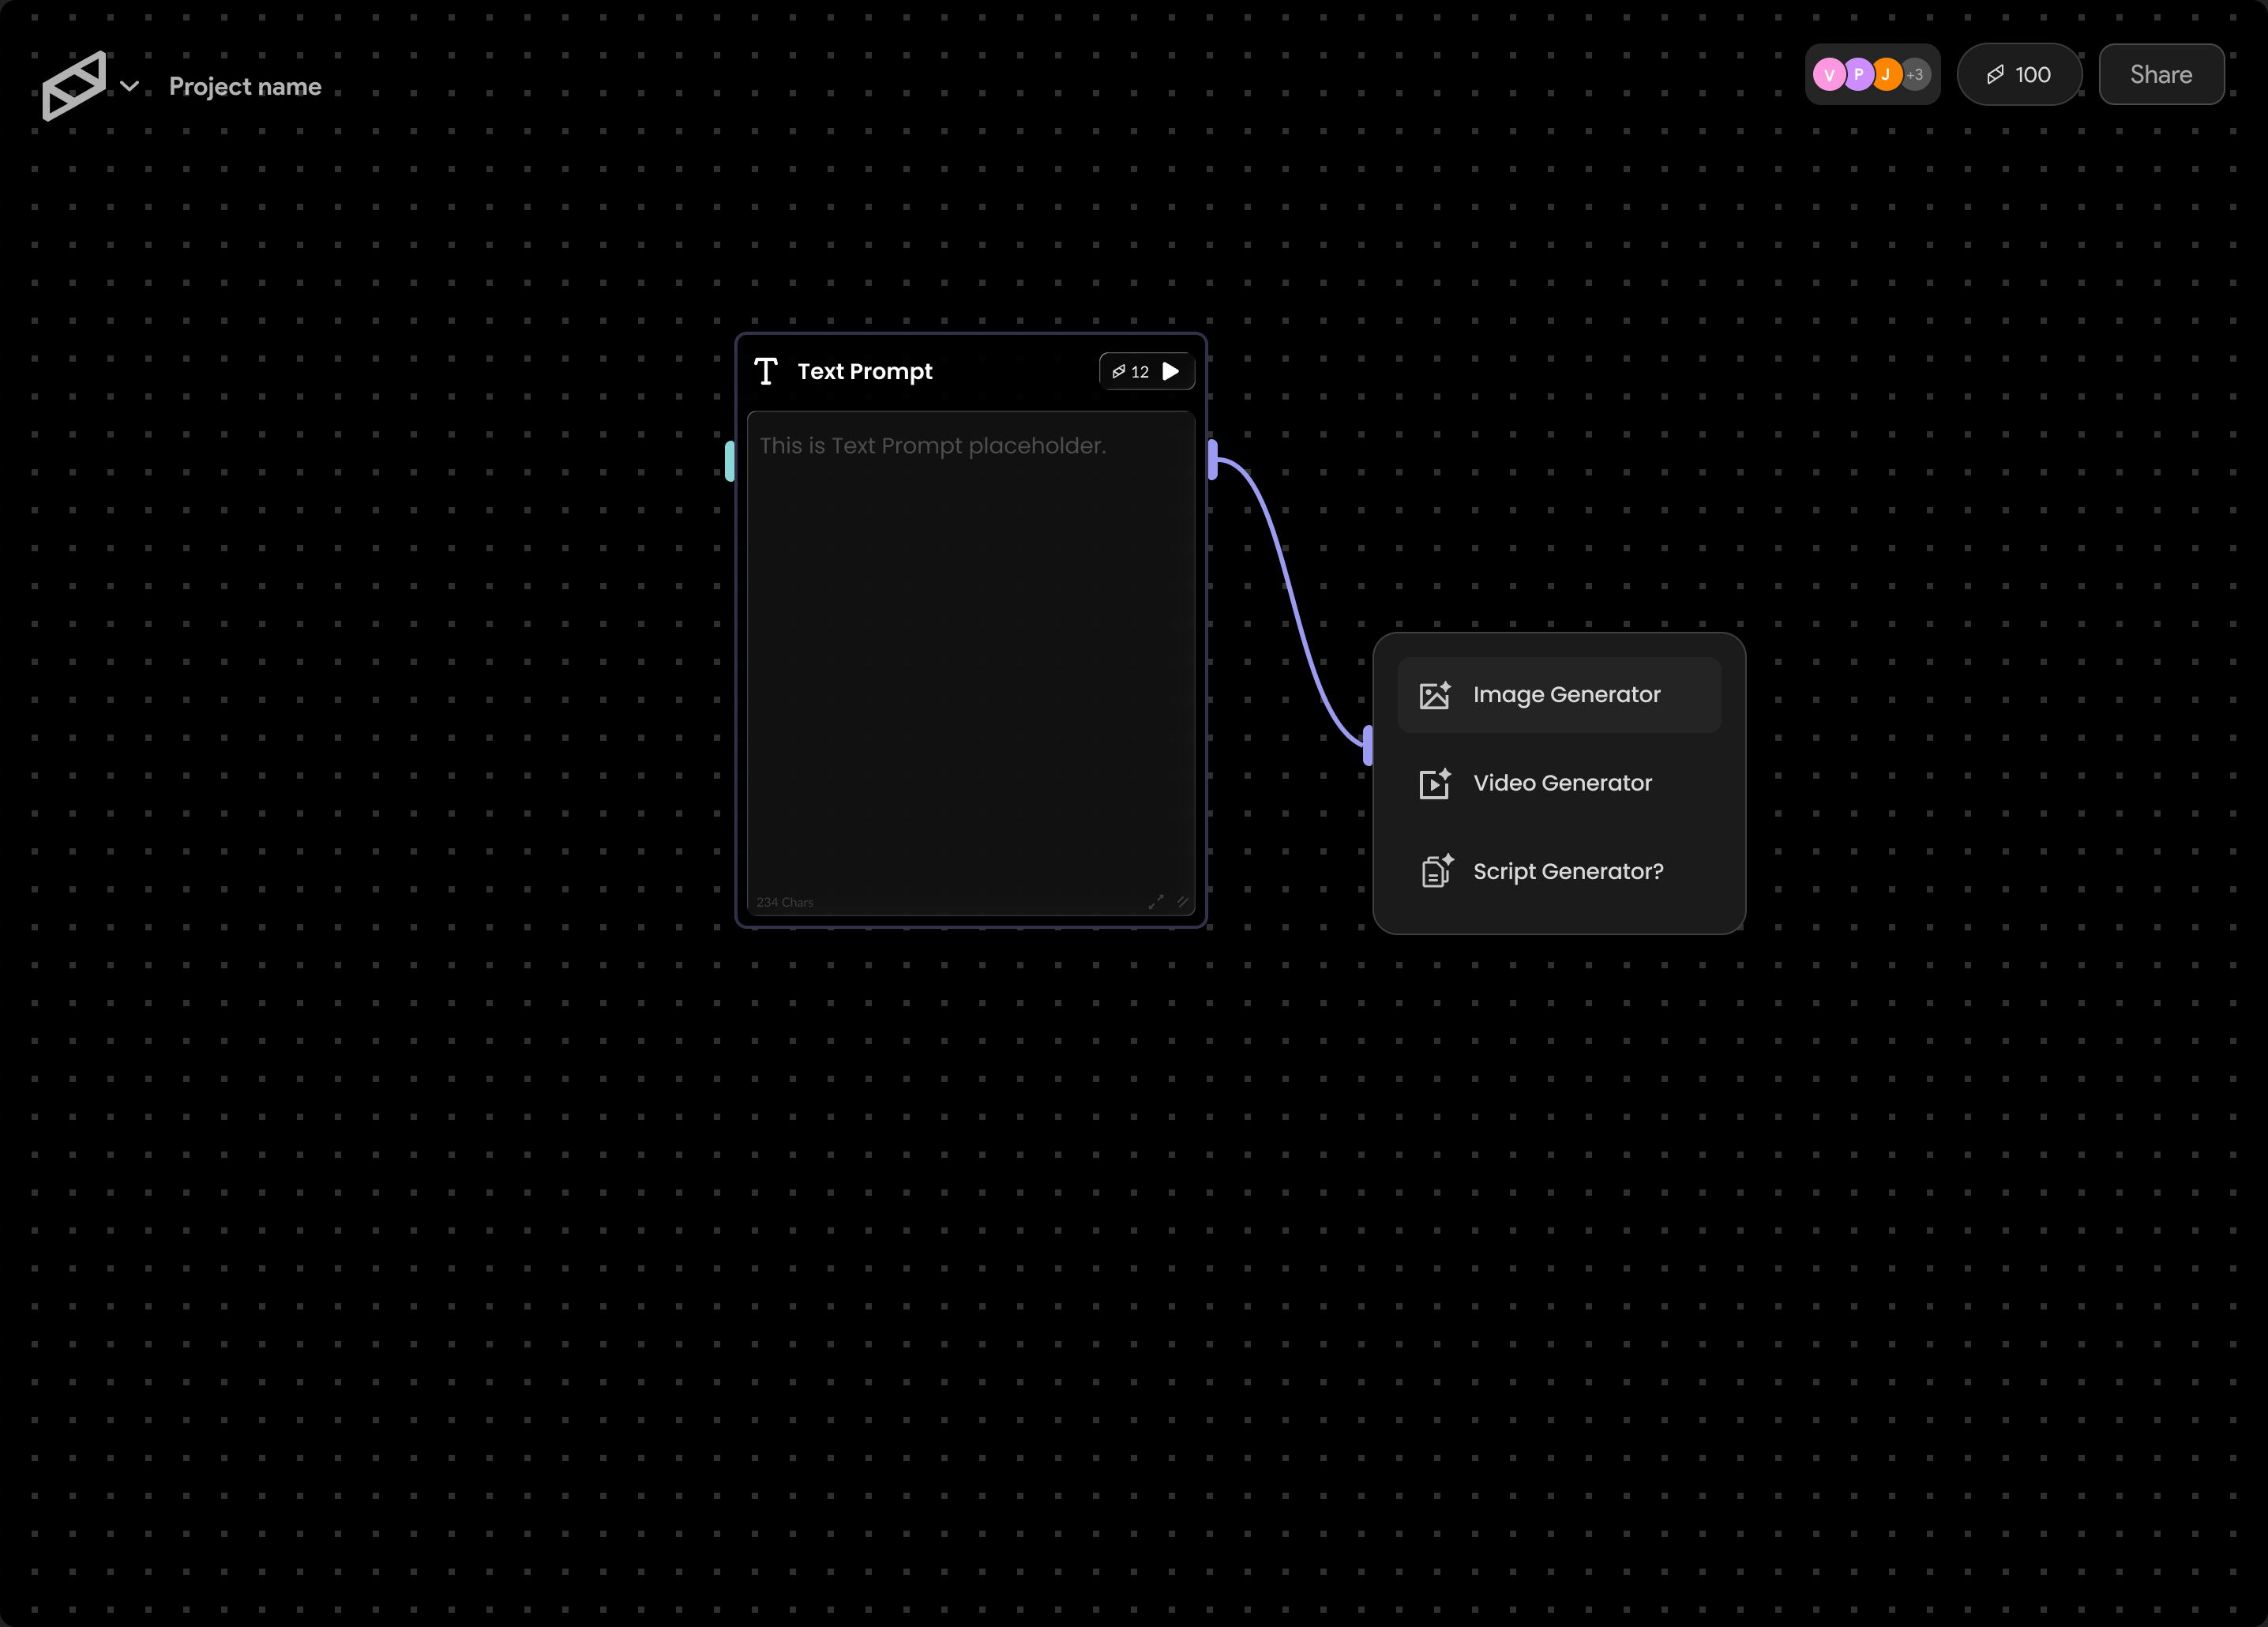 Project name
V P J +3
100
Share
Text Prompt
12
This is Text Prompt placeholder.
234 Chars
Image Generator
Video Generator
Script Generator?